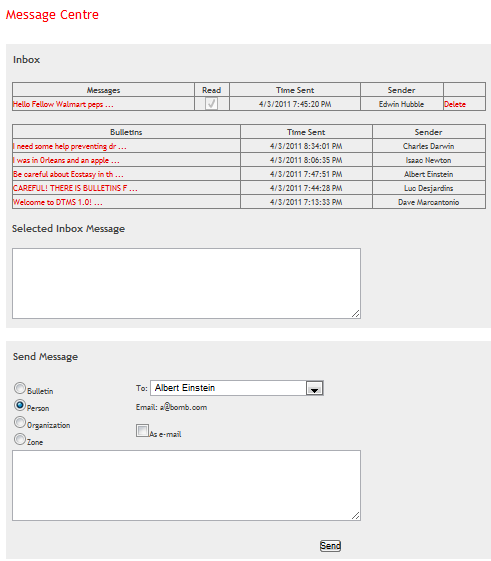 Message Centre
Inbox
Messages Read Time Sent Sender
Hello Fellow Walmart peps ... 4/3/2011 7:45:20 PM Edwin Hubble Delete
Bulletins Time Sent Sender
I need some help preventing dr ... 4/3/2011 8:34:01 PM Charles Darwin
I was in Orleans and an apple ... 4/3/2011 8:06:35 PM Isaac Newton
Be careful about Ecstasy in th ... 4/3/2011 7:47:51 PM Albert Einstein
CAREFUL! THERE IS BULLETINS F ... 4/3/2011 7:44:28 PM Luc Desjardins
Welcome to DTMS 1.0! ... 4/3/2011 7:13:33 PM Dave Marcantonio
Selected Inbox Message
Send Message
Bulletin To: Albert Einstein
Person Email: a@bomb.com
Organization
As e-mail
Zone
Send